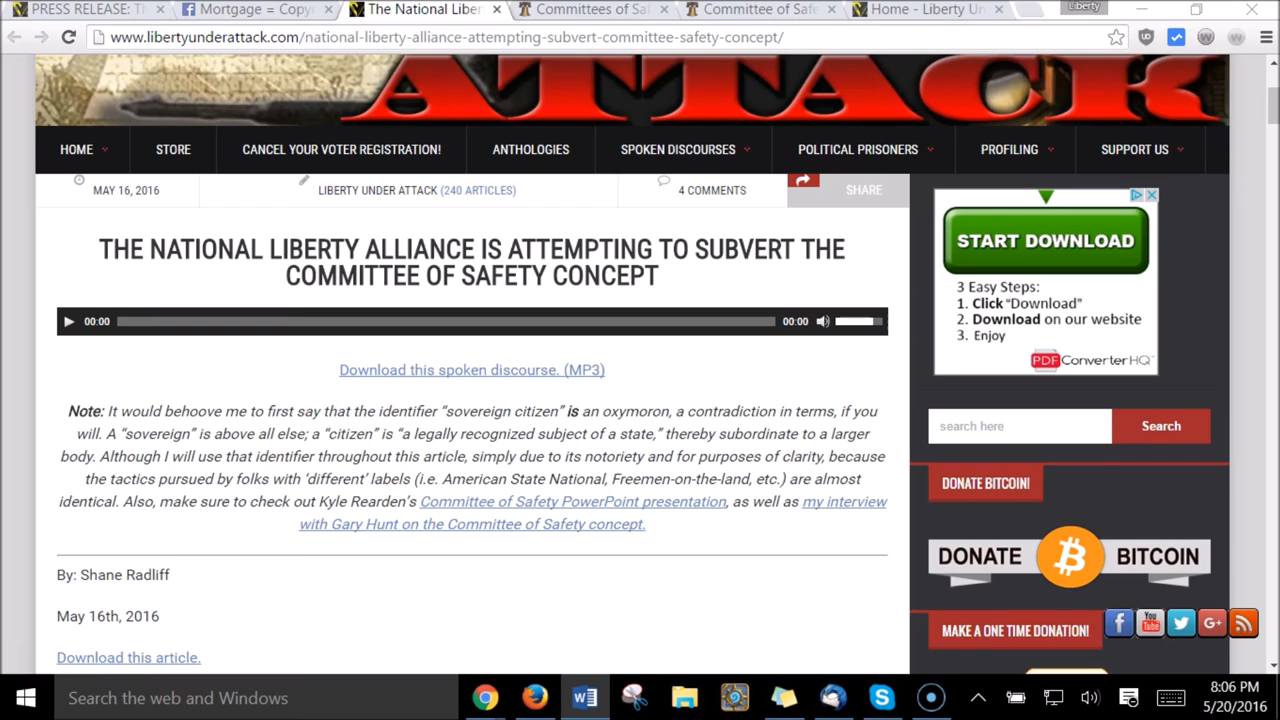 PRESS RELEASE: Th
Mortgage = Copy
The National Liber
Committees of Saf
Committee of Safe
Home - Liberty Un
Liberty
www.libertyunderattack.com/national-liberty-alliance-attempting-subvert-committee-safety-concept/
ATTACK
HOME
STORE
CANCEL YOUR VOTER REGISTRATION!
ANTHOLOGIES
SPOKEN DISCOURSES
POLITICAL PRISONERS
PROFILING
SUPPORT US
MAY 16, 2016
LIBERTY UNDER ATTACK (240 ARTICLES)
4 COMMENTS
SHARE
THE NATIONAL LIBERTY ALLIANCE IS ATTEMPTING TO SUBVERT THE
COMMITTEE OF SAFETY CONCEPT
00:00
00:00
Download this spoken discourse. (MP3)
Note: It would behoove me to first say that the identifier “sovereign citizen” is an oxymoron, a contradiction in terms, if you
will. A “sovereign” is above all else; a “citizen” is “a legally recognized subject of a state,” thereby subordinate to a larger
body. Although I will use that identifier throughout this article, simply due to its notoriety and for purposes of clarity, because
the tactics pursued by folks with ‘different’ labels (i.e. American State National, Freemen-on-the-land, etc.) are almost
identical. Also, make sure to check out Kyle Rearden’s Committee of Safety PowerPoint presentation, as well as my interview
with Gary Hunt on the Committee of Safety concept.
By: Shane Radliff
May 16th, 2016
Download this article.
START DOWNLOAD
3 Easy Steps:
1. Click “Download”
2. Download on our website
3. Enjoy
PDF ConverterHQ™
search here
Search
DONATE BITCOIN!
DONATE
BITCOIN
MAKE A ONE TIME DONATION!
You
Tube
G+
Search the web and Windows
8:06 PM
5/20/2016